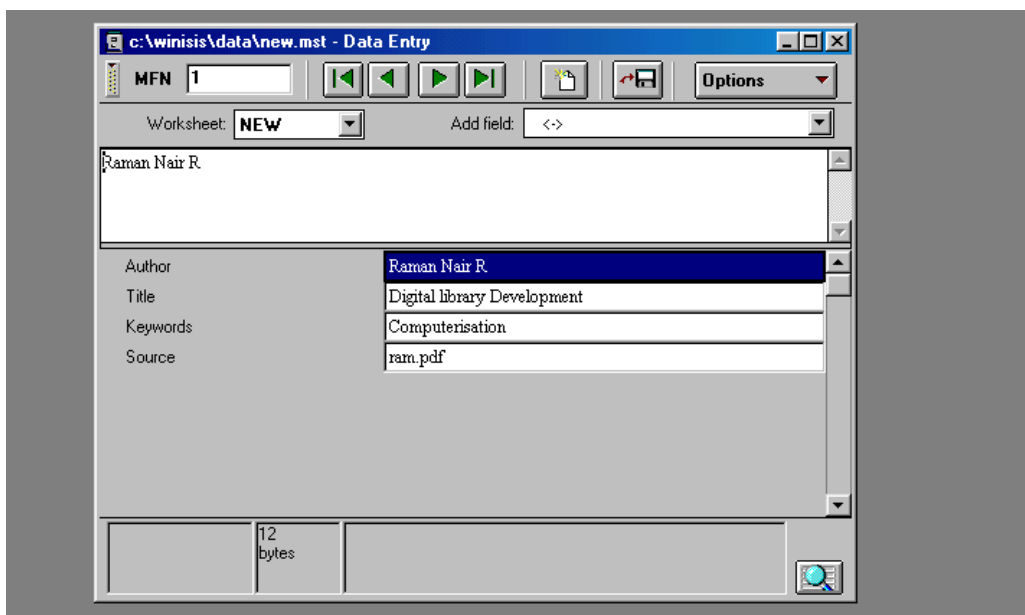 c:\winisis\data\new.mst - Data Entry
MFN 1 Options
Worksheet: NEW Add field: <->
Raman Nair R
Author Raman Nair R
Title Digital library Development
Keywords Computerisation
Source ram.pdf
12
bytes